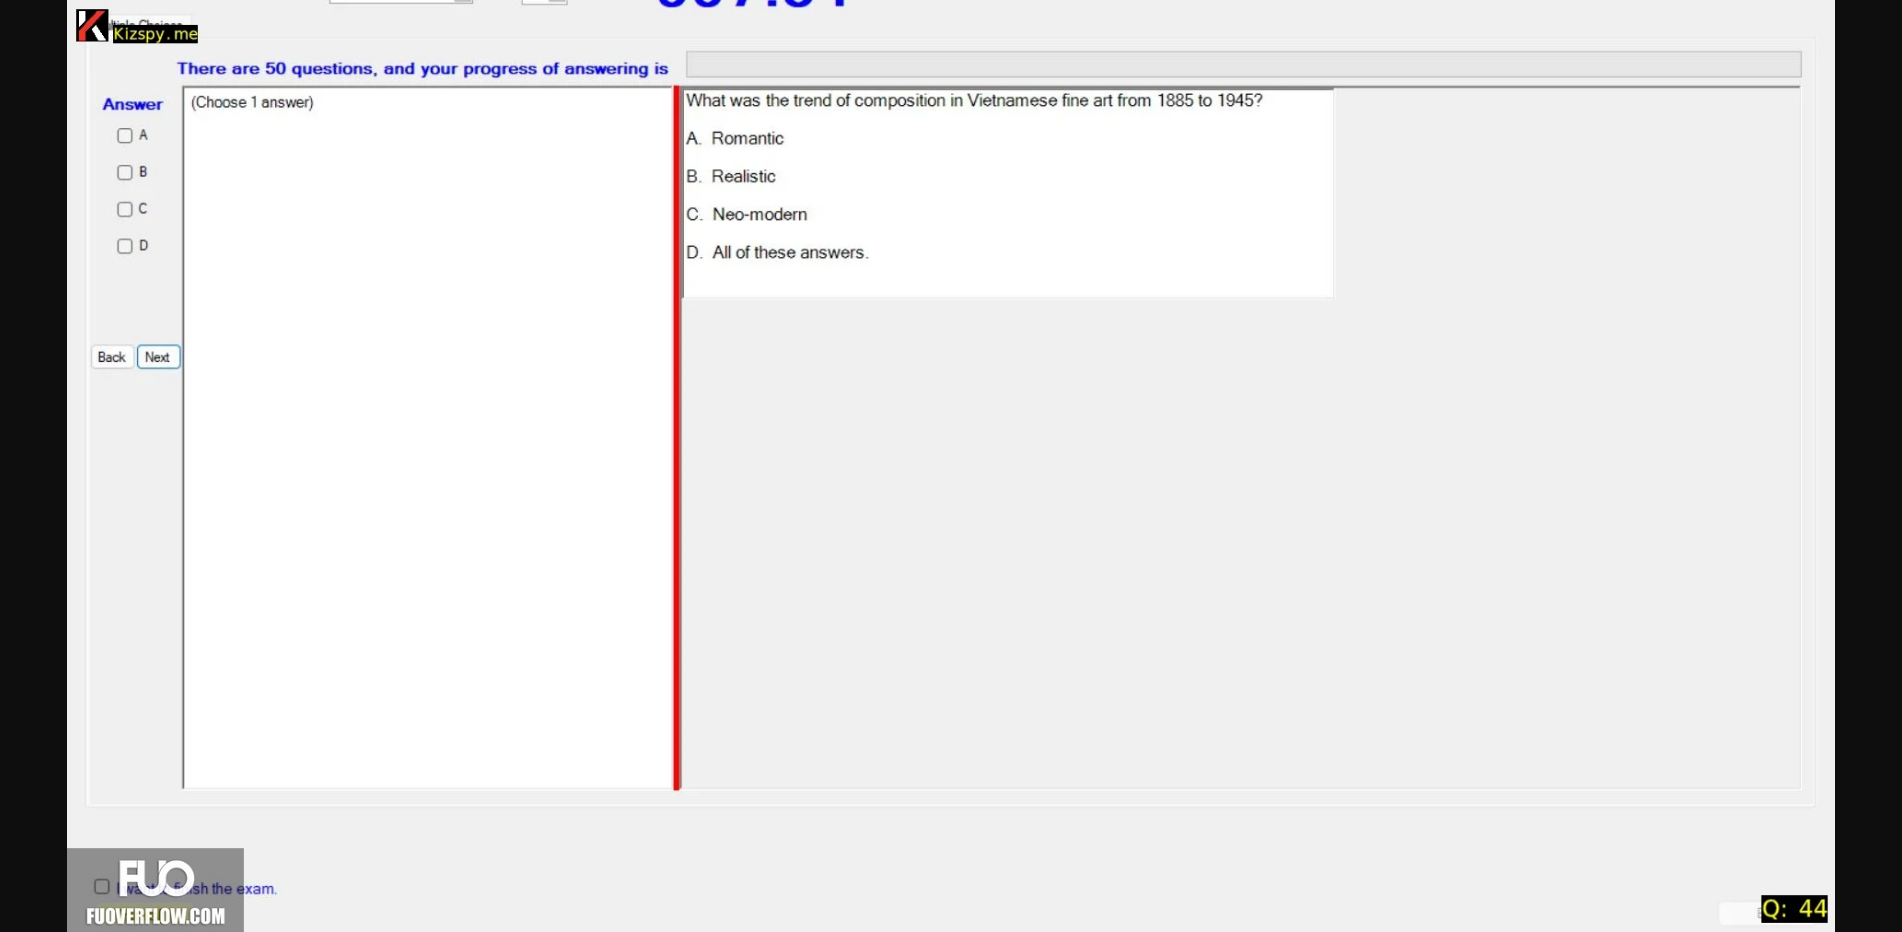 Kizspy.me
There are 50 questions, and your progress of answering is
Answer
(Choose 1 answer)
A
B
C
D
Back Next
What was the trend of composition in Vietnamese fine art from 1885 to 1945?
A. Romantic
B. Realistic
C. Neo-modern
D. All of these answers.
FUO
I want finish the exam.
FUOVERFLOW.COM
Q: 44